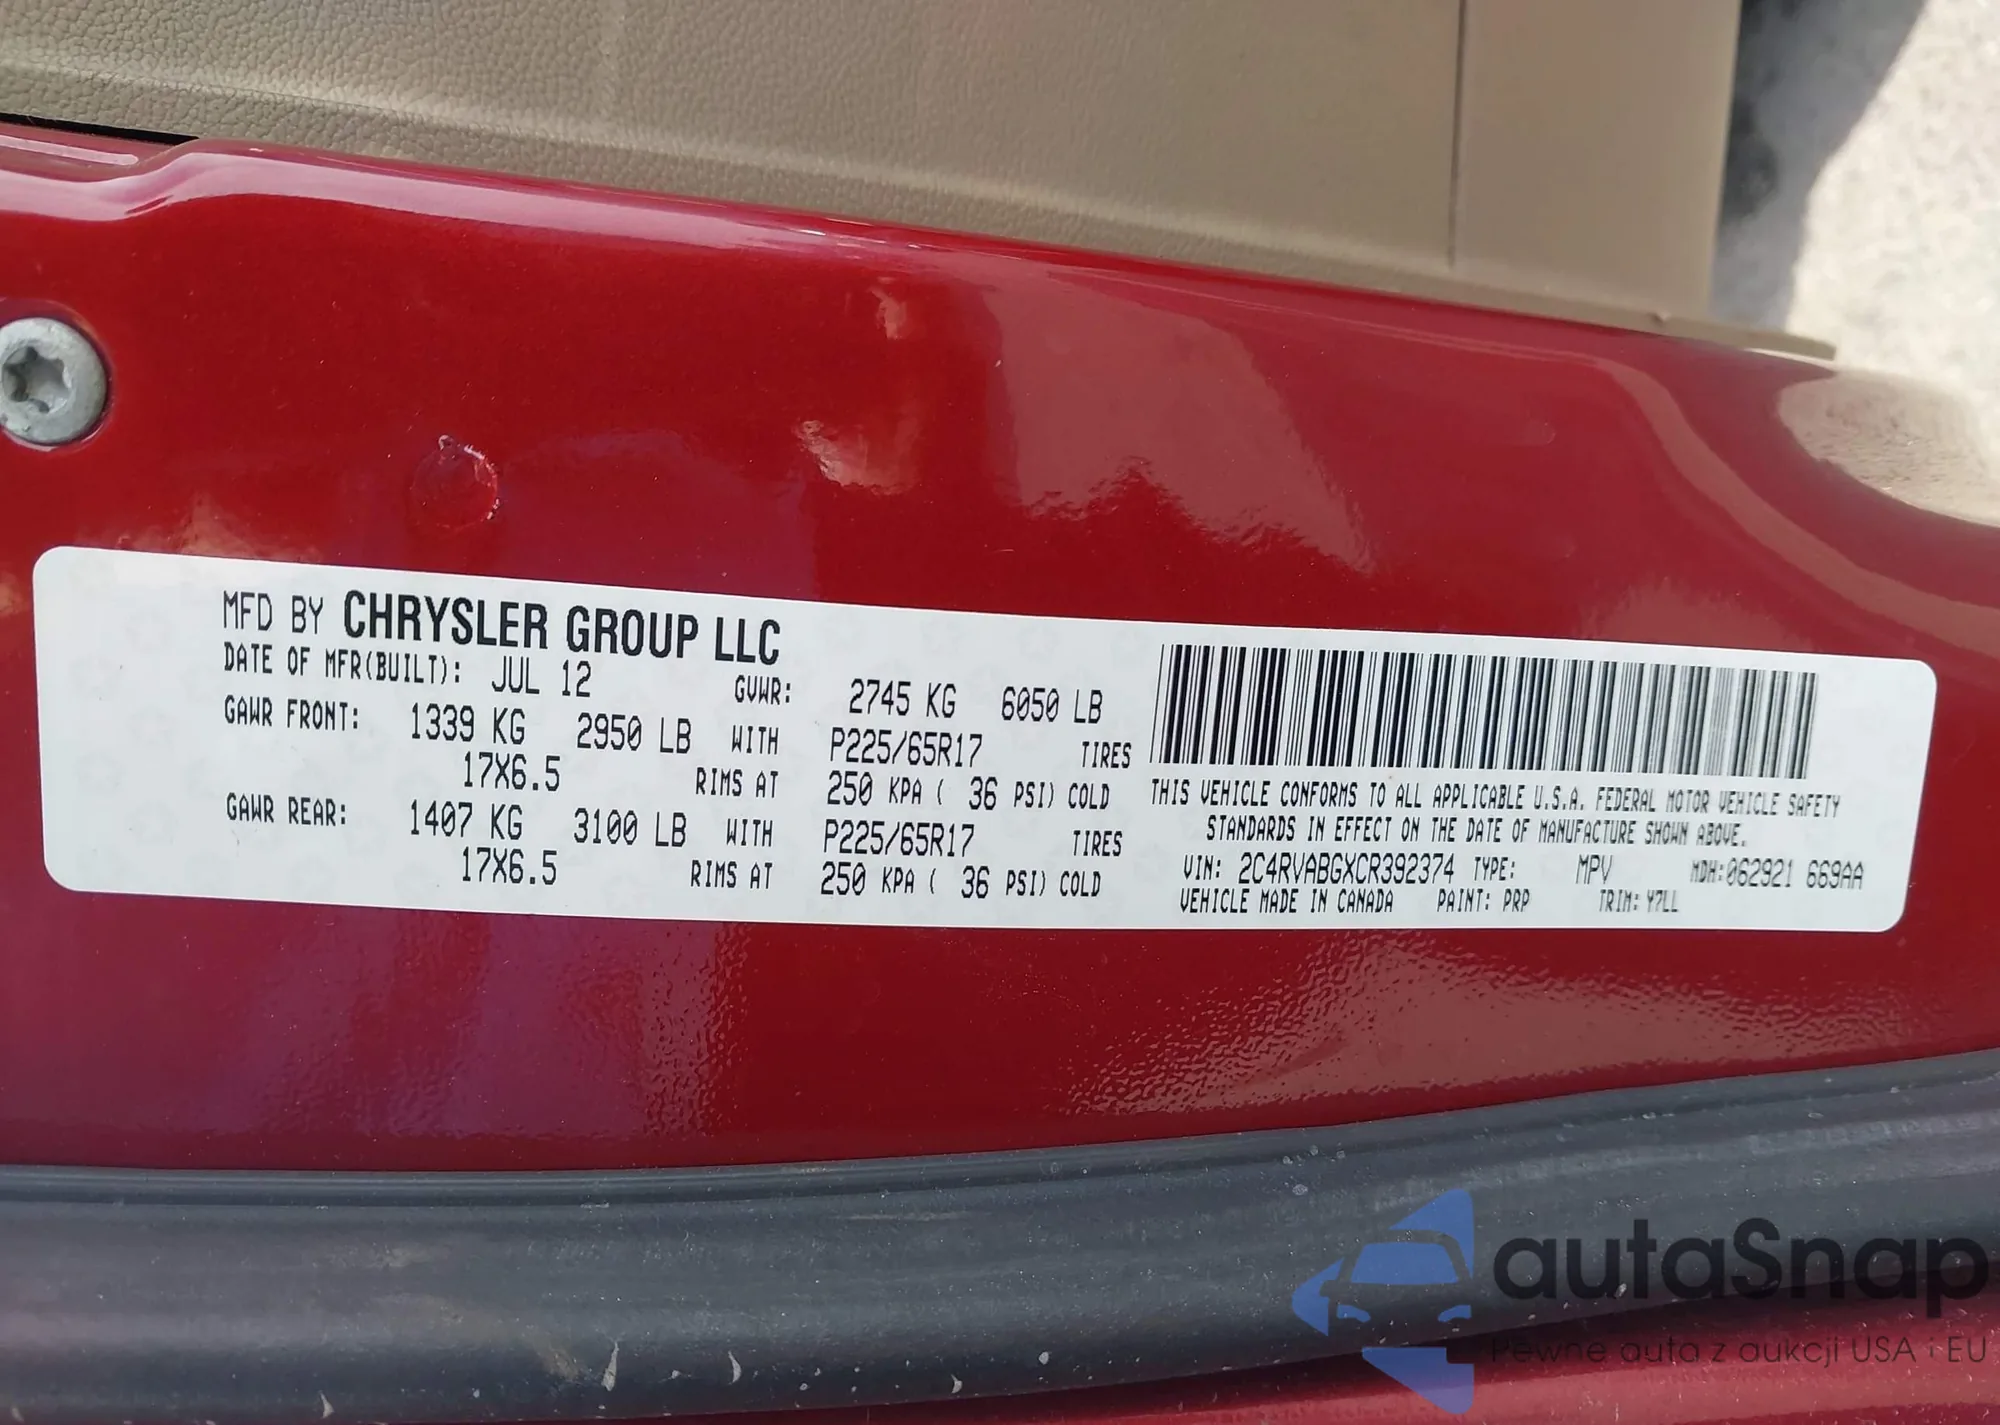 MFD BY CHRYSLER GROUP LLC
DATE OF MFR(BUILT): JUL 12 GVWR: 2745 KG 6050 LB
GAWR FRONT: 1339 KG 2950 LB WITH P225/65R17 TIRES
17X6.5 RIMS AT 250 KPA ( 36 PSI) COLD
GAWR REAR: 1407 KG 3100 LB WITH P225/65R17 TIRES
17X6.5 RIMS AT 250 KPA ( 36 PSI) COLD
THIS VEHICLE CONFORMS TO ALL APPLICABLE U.S.A. FEDERAL MOTOR VEHICLE SAFETY
STANDARDS IN EFFECT ON THE DATE OF MANUFACTURE SHOWN ABOVE.
VIN: 2C4RVABGXCR392374 TYPE: MPV MDH:062921 669AA
VEHICLE MADE IN CANADA PAINT: PRP TRIM: Y7LL
autaSnap
Pewne auta z aukcji USA i EU